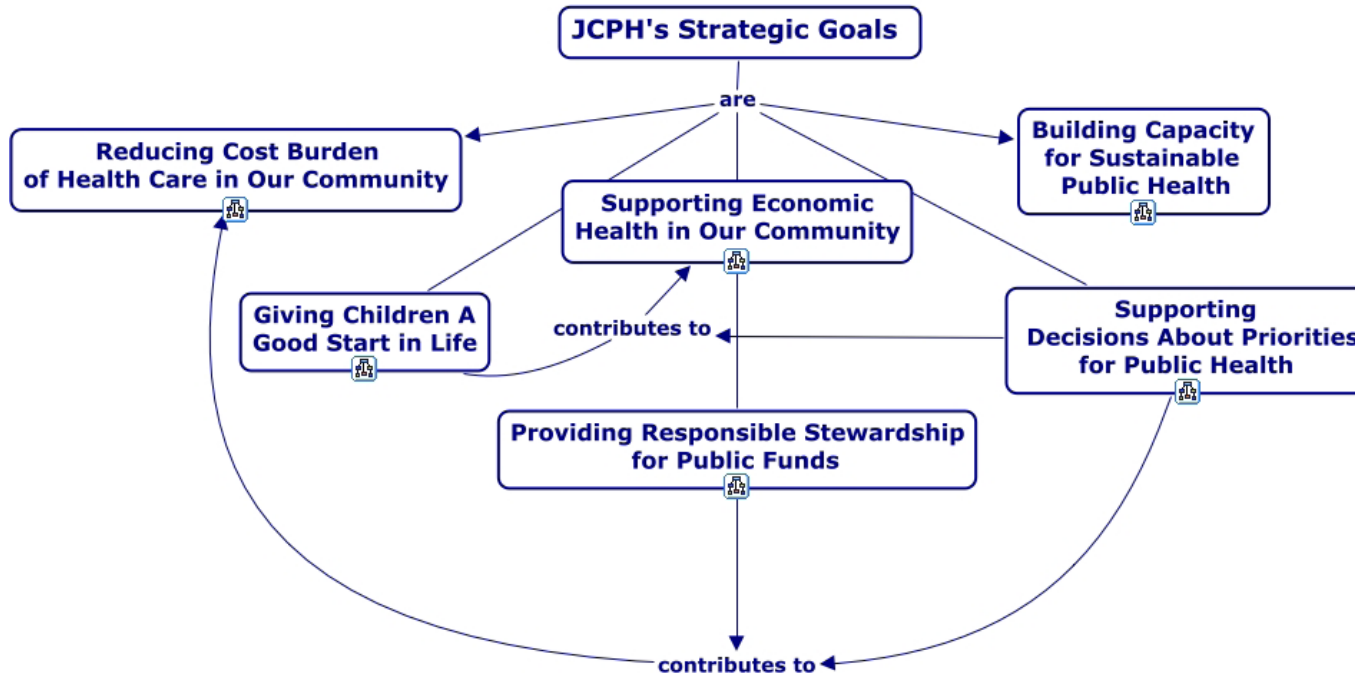 JCPH's Strategic Goals
are
Reducing Cost Burden
of Health Care in Our Community
Building Capacity
for Sustainable
Public Health
Supporting Economic
Health in Our Community
Giving Children A
Good Start in Life
contributes to
Supporting
Decisions About Priorities
for Public Health
Providing Responsible Stewardship
for Public Funds
contributes to